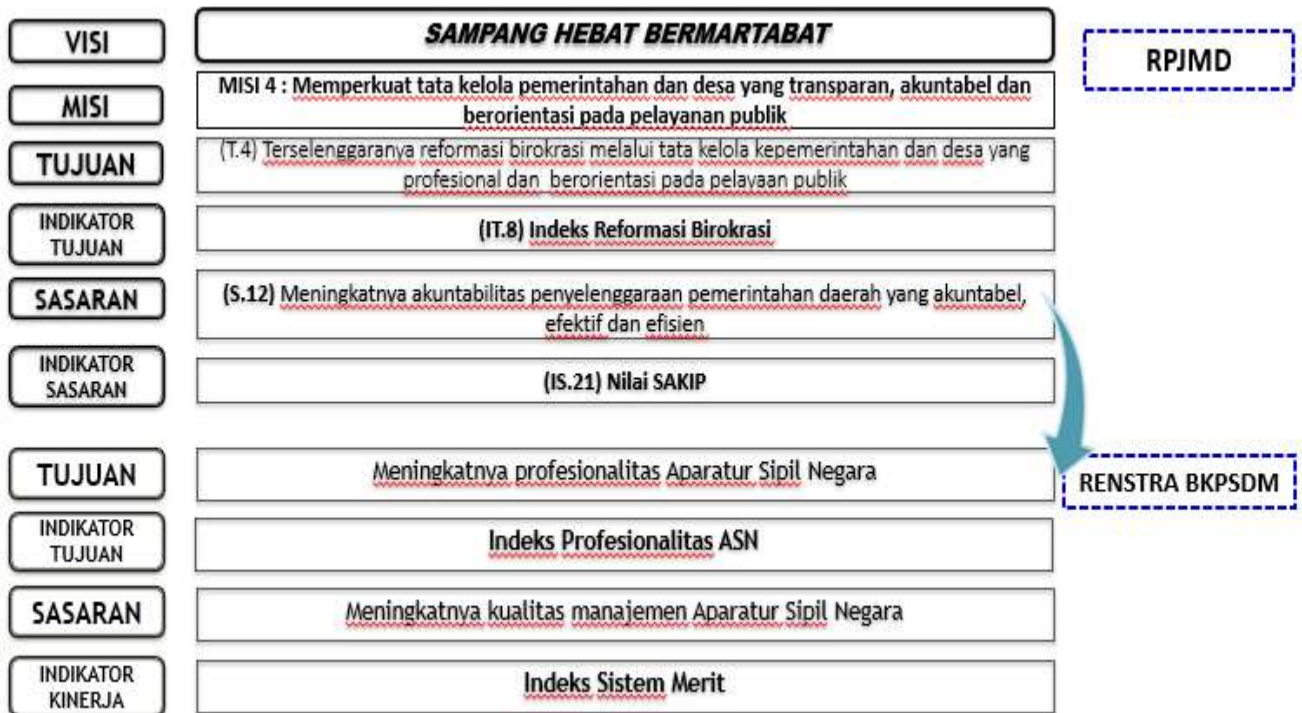 VISI
SAMPANG HEBAT BERMARTABAT
RPJMD
MISI
MISI 4 : Memperkuat tata kelola pemerintahan dan desa yang transparan, akuntabel dan
berorientasi pada pelayanan publik
TUJUAN
(T.4) Terselenggaranya reformasi birokrasi melalui tata kelola kepemerintahan dan desa yang
profesional dan berorientasi pada pelavaan publik
INDIKATOR
TUJUAN
(IT.8) Indeks Reformasi Birokrasi
SASARAN
(S.12) Meningkatnya akuntabilitas penyelenggaraan pemerintahan daerah yang akuntabel,
efektif dan efisien
INDIKATOR
SASARAN
(IS.21) Nilai SAKIP
TUJUAN
Meningkatnya profesionalitas Aparatur Sipil Negara
RENSTRA BKPSDM
INDIKATOR
TUJUAN
Indeks Profesionalitas ASN
SASARAN
Meningkatnya kualitas manajemen Aparatur Sipil Negara
INDIKATOR
KINERJA
Indeks Sistem Merit